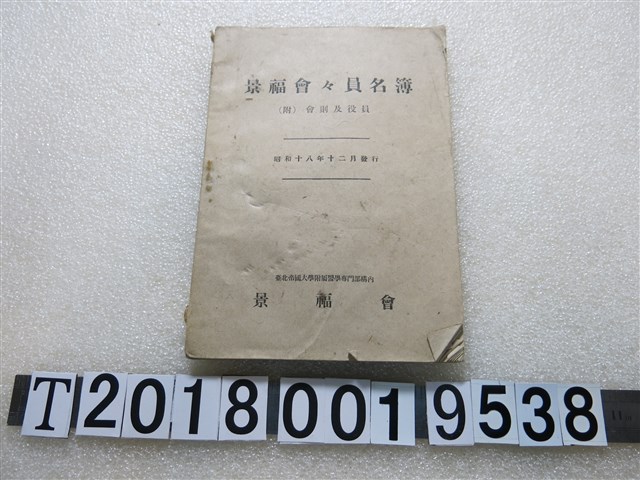 景福會々員名簿
（附）會則及役員
昭和十八年十二月發行
臺北帝國大學附屬醫學專門部構內
景福會
T20180019538